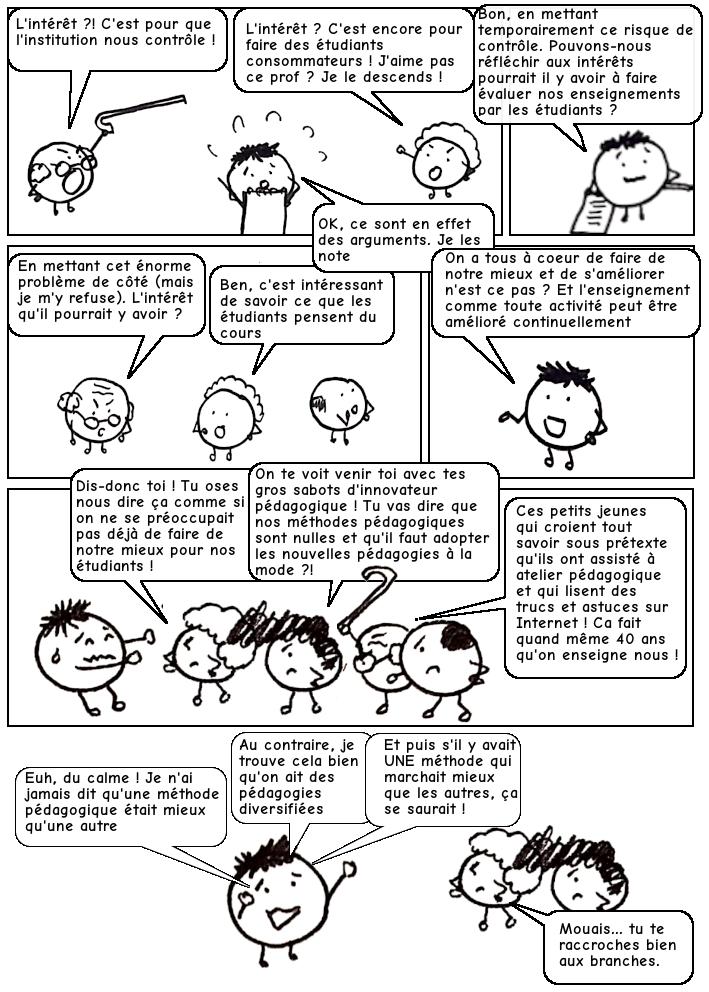 L'intérêt ?! C'est pour que
l'institution nous contrôle !
L'intérêt ? C'est encore pour
faire des étudiants
consommateurs ! J'aime pas
ce prof ? Je le descends !
OK, ce sont en effet
des arguments. Je les
note
Bon, en mettant
temporairement ce risque de
contrôle. Pouvons-nous
réfléchir aux intérêts
pourrait il y avoir à faire
évaluer nos enseignements
par les étudiants ?
En mettant cet énorme
problème de côté (mais
je m'y refuse). L'intérêt
qu'il pourrait y avoir ?
Ben, c'est intéressant
de savoir ce que les
étudiants pensent du
cours
On a tous à coeur de faire de
notre mieux et de s'améliorer
n'est ce pas ? Et l'enseignement
comme toute activité peut être
amélioré continuellement
Dis-donc toi ! Tu oses
nous dire ça comme si
on ne se préoccupait
pas déjà de faire de
notre mieux pour nos
étudiants !
On te voit venir toi avec tes
gros sabots d'innovateur
pédagogique ! Tu vas dire que
nos méthodes pédagogiques
sont nulles et qu'il faut adopter
les nouvelles pédagogies à la
mode ?!
Ces petits jeunes
qui croient tout
savoir sous prétexte
qu'ils ont assisté à
atelier pédagogique
et qui lisent des
trucs et astuces sur
Internet ! Ca fait
quand même 40 ans
qu'on enseigne nous !
Euh, du calme ! Je n'ai
jamais dit qu'une méthode
pédagogique était mieux
qu'une autre
Au contraire, je
trouve cela bien
qu'on ait des
pédagogies
diversifiées
Et puis s'il y avait
UNE méthode qui
marchait mieux
que les autres, ça
se saurait !
Mouais... tu te
raccroches bien
aux branches.